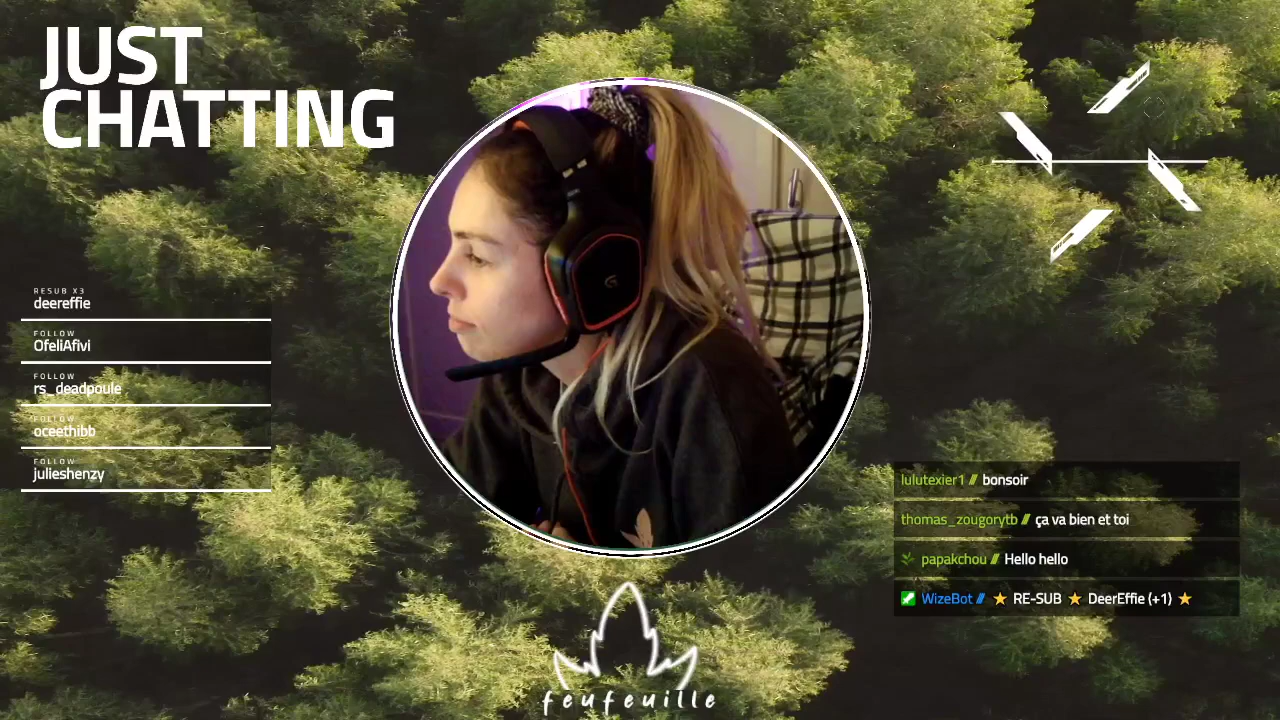 JUST
CHATTING
RESUB X3
deereffie
FOLLOW
OfeliAfivi
FOLLOW
rs_deadpoule
FOLLOW
oceethibb
FOLLOW
julieshenzy
lulutexier1 // bonsoir
thomas_zougorytb // ça va bien et toi
papakchou // Hello hello
WizeBot // ★ RE-SUB ★ DeerEffie (+1) ★
feufeuille